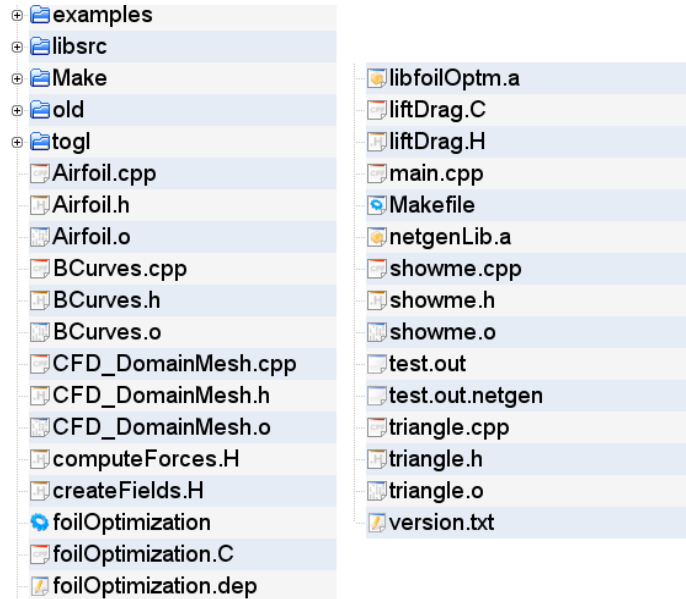 examples
libsrc
Make
old
togl
Airfoil.cpp
Airfoil.h
Airfoil.o
BCurves.cpp
BCurves.h
BCurves.o
CFD_DomainMesh.cpp
CFD_DomainMesh.h
CFD_DomainMesh.o
computeForces.H
createFields.H
foilOptimization
foilOptimization.C
foilOptimization.dep
libfoilOptm.a
liftDrag.C
liftDrag.H
main.cpp
Makefile
netgenLib.a
showme.cpp
showme.h
showme.o
test.out
test.out.netgen
triangle.cpp
triangle.h
triangle.o
version.txt